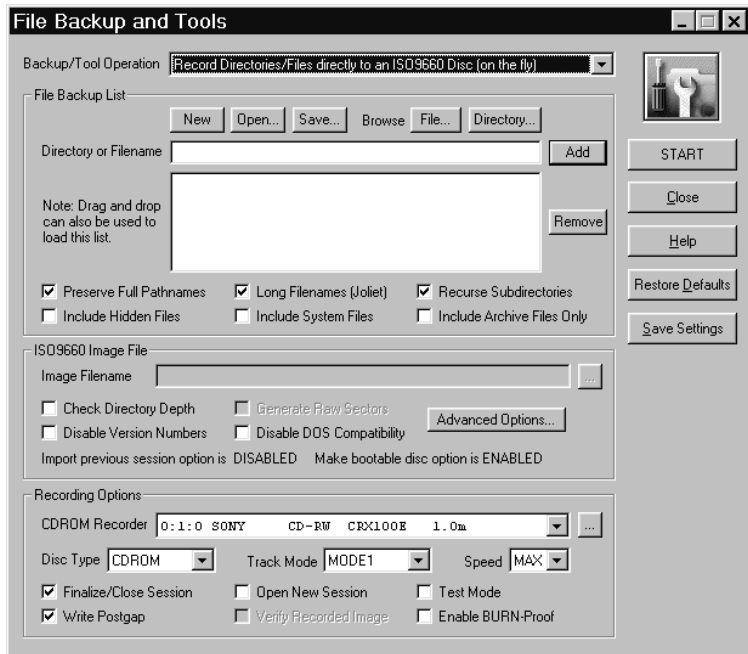 File Backup and Tools
Backup/Tool Operation Record Directories/Files directly to an ISO9660 Disc (on the fly)
File Backup List
New Open... Save... Browse File... Directory...
Directory or Filename Add
Note: Drag and drop
can also be used to
load this list.
Remove
Preserve Full Pathnames Long Filenames (Joliet) Recurse Subdirectories
Include Hidden Files Include System Files Include Archive Files Only
START
Close
Help
Restore Defaults
Save Settings
ISO9660 Image File
Image Filename ...
Check Directory Depth Generate Raw Sectors
Advanced Options...
Disable Version Numbers Disable DOS Compatibility
Import previous session option is DISABLED Make bootable disc option is ENABLED
Recording Options
CDROM Recorder 0:1:0 SONY CD-RW CRX100E 1.0m ...
Disc Type CDROM Track Mode MODE1 Speed MAX
Finalize/Close Session Open New Session Test Mode
Write Postgap Verify Recorded Image Enable BURN-Proof